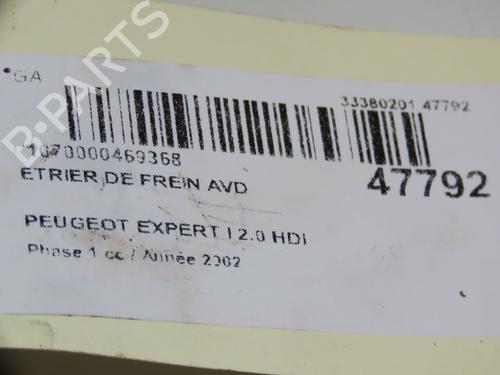 GA
33380201 47792
1070000469368
47792
ETRIER DE FREIN AVD
PEUGEOT EXPERT I 2.0 HDI
Phase 1 cc / Année 2002
B-PARTS